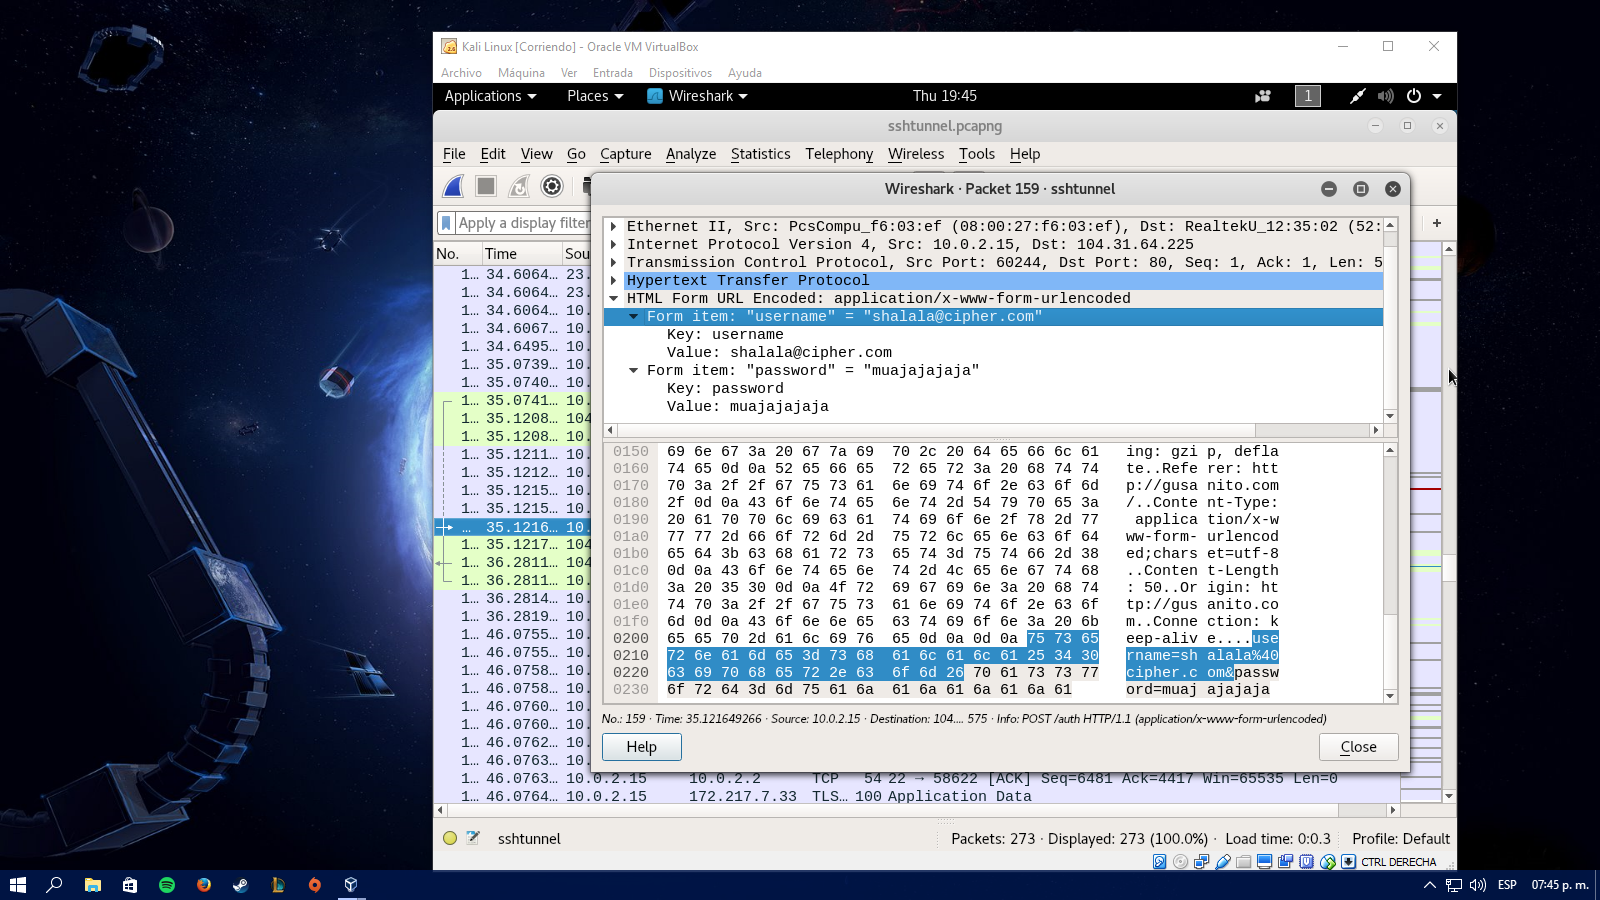 Kali Linux [Corriendo] - Oracle VM VirtualBox
Archivo Máquina Ver Entrada Dispositivos Ayuda
Applications Places Wireshark Thu 19:45 1
sshtunnel.pcapng
File Edit View Go Capture Analyze Statistics Telephony Wireless Tools Help
Wireshark · Packet 159 · sshtunnel
Apply a display filter
No. Time Sou
1… 34.6064… 23.
1… 34.6064… 23.
1… 34.6064… 10.
1… 34.6067… 10.
1… 34.6495… 10.
1… 35.0739… 10.
1… 35.0740… 10.
1… 35.0741… 10.
1… 35.1208… 104
1… 35.1208… 10.
1… 35.1211… 10.
1… 35.1212… 10.
1… 35.1215… 10.
1… 35.1215… 10.
… 35.1216… 10.
1… 35.1217… 104
1… 36.2811… 104
1… 36.2811… 10.
1… 36.2814… 10.
1… 36.2819… 10.
1… 46.0755… 10.
1… 46.0755… 10.
1… 46.0758… 10.
1… 46.0758… 10.
1… 46.0760… 10.
1… 46.0760… 10.
1… 46.0762… 10.
1… 46.0763… 10.
1… 46.0763… 10.0.2.15 10.0.2.2 TCP 54 22 → 58622 [ACK] Seq=6481 Ack=4417 Win=65535 Len=0
1… 46.0764… 10.0.2.15 172.217.7.33 TLS… 100 Application Data
Ethernet II, Src: PcsCompu_f6:03:ef (08:00:27:f6:03:ef), Dst: RealtekU_12:35:02 (52:
Internet Protocol Version 4, Src: 10.0.2.15, Dst: 104.31.64.225
Transmission Control Protocol, Src Port: 60244, Dst Port: 80, Seq: 1, Ack: 1, Len: 5
Hypertext Transfer Protocol
HTML Form URL Encoded: application/x-www-form-urlencoded
Form item: "username" = "shalala@cipher.com"
Key: username
Value: shalala@cipher.com
Form item: "password" = "muajajajaja"
Key: password
Value: muajajajaja
0150 69 6e 67 3a 20 67 7a 69 70 2c 20 64 65 66 6c 61 ing: gzi p, defla
0160 74 65 0d 0a 52 65 66 65 72 65 72 3a 20 68 74 74 te..Refe rer: htt
0170 70 3a 2f 2f 67 75 73 61 6e 69 74 6f 2e 63 6f 6d p://gusa nito.com
0180 2f 0d 0a 43 6f 6e 74 65 6e 74 2d 54 79 70 65 3a /..Conte nt-Type:
0190 20 61 70 70 6c 69 63 61 74 69 6f 6e 2f 78 2d 77 applica tion/x-w
01a0 77 77 2d 66 6f 72 6d 2d 75 72 6c 65 6e 63 6f 64 ww-form- urlencod
01b0 65 64 3b 63 68 61 72 73 65 74 3d 75 74 66 2d 38 ed;chars et=utf-8
01c0 0d 0a 43 6f 6e 74 65 6e 74 2d 4c 65 6e 67 74 68 ..Conten t-Length
01d0 3a 20 35 30 0d 0a 4f 72 69 67 69 6e 3a 20 68 74 : 50..Or igin: ht
01e0 74 70 3a 2f 2f 67 75 73 61 6e 69 74 6f 2e 63 6f tp://gus anito.co
01f0 6d 0d 0a 43 6f 6e 6e 65 63 74 69 6f 6e 3a 20 6b m..Conne ction: k
0200 65 65 70 2d 61 6c 69 76 65 0d 0a 0d 0a 75 73 65 eep-aliv e....use
0210 72 6e 61 6d 65 3d 73 68 61 6c 61 6c 61 25 34 30 rname=sh alala%40
0220 63 69 70 68 65 72 2e 63 6f 6d 26 70 61 73 73 77 cipher.c om&passw
0230 6f 72 64 3d 6d 75 61 6a 61 6a 61 6a 61 6a 61 ord=muaj ajajaja
No.: 159 · Time: 35.121649266 · Source: 10.0.2.15 · Destination: 104.... 575 · Info: POST /auth HTTP/1.1 (application/x-www-form-urlencoded)
Help Close
sshtunnel Packets: 273 · Displayed: 273 (100.0%) · Load time: 0:0.3 Profile: Default
CTRL DERECHA
ESP 07:45 p. m.